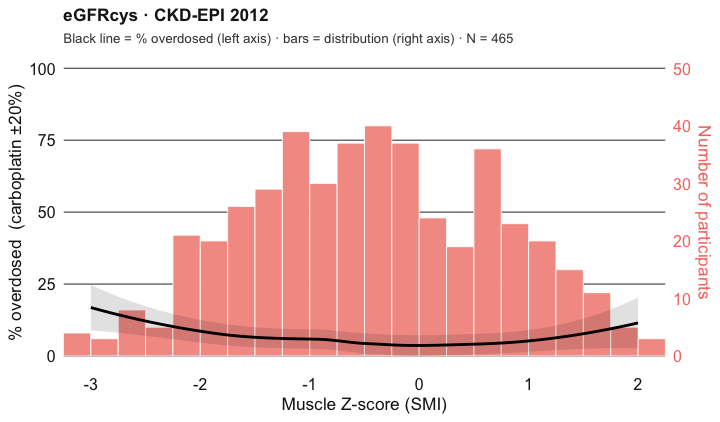 eGFRcys · CKD-EPI 2012
Black line = % overdosed (left axis) · bars = distribution (right axis) · N = 465
% overdosed  (carboplatin ±20%)
100
75
50
25
0
50
40
30
20
10
0
Number of participants
-3 -2 -1 0 1 2
Muscle Z-score (SMI)